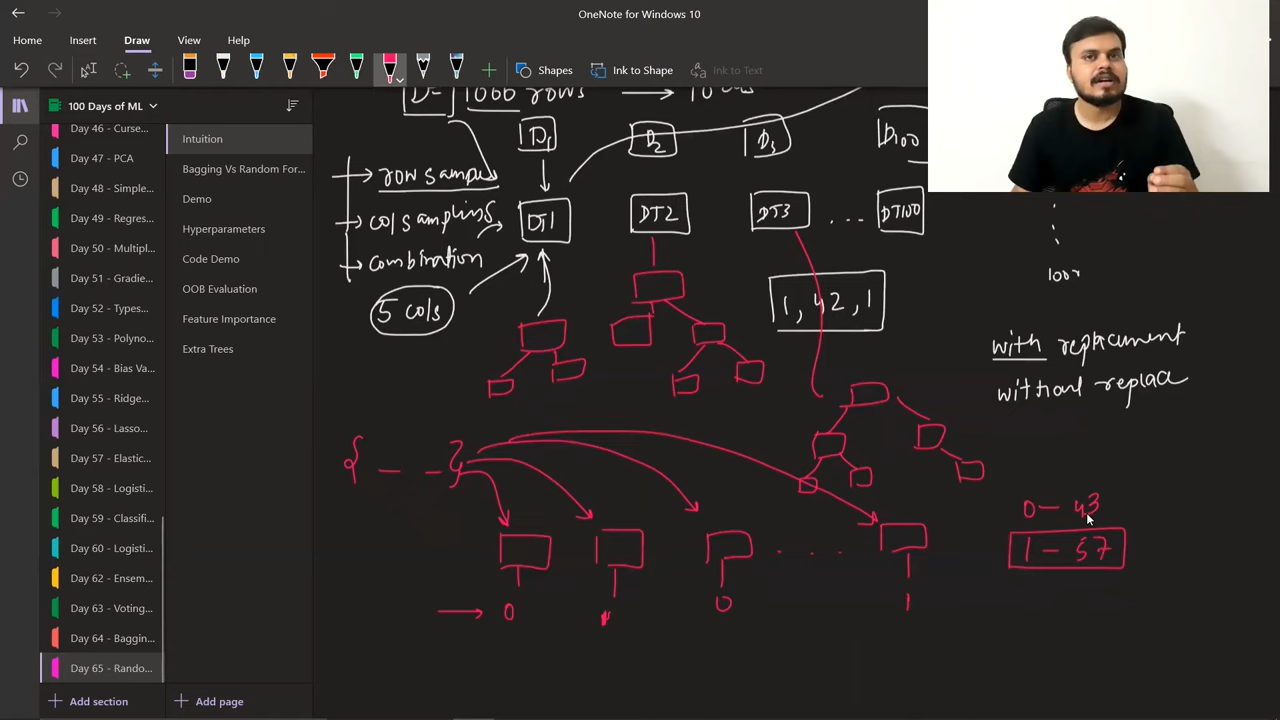 OneNote for Windows 10
Home Insert Draw View Help
Shapes Ink to Shape Ink to Text
100 Days of ML
Day 46 - Curse...
Day 47 - PCA
Day 48 - Simple...
Day 49 - Regres...
Day 50 - Multipl...
Day 51 - Gradie...
Day 52 - Types...
Day 53 - Polyno...
Day 54 - Bias Va...
Day 55 - Ridge...
Day 56 - Lasso...
Day 57 - Elastic...
Day 58 - Logisti...
Day 59 - Classifi...
Day 60 - Logisti...
Day 62 - Ensem...
Day 63 - Voting...
Day 64 - Baggin...
Day 65 - Rando...
Add section
Intuition
Bagging Vs Random For...
Demo
Hyperparameters
Code Demo
OOB Evaluation
Feature Importance
Extra Trees
Add page
1000 rows
D1 D2 D3 D100
row sample
DT1 DT2 DT3 ... DT100
col sampling
combination
5 cols
1, 42, 1
100r
with replacement
without replac
{ - - }
0 - 43
1 - 57
0 0 1